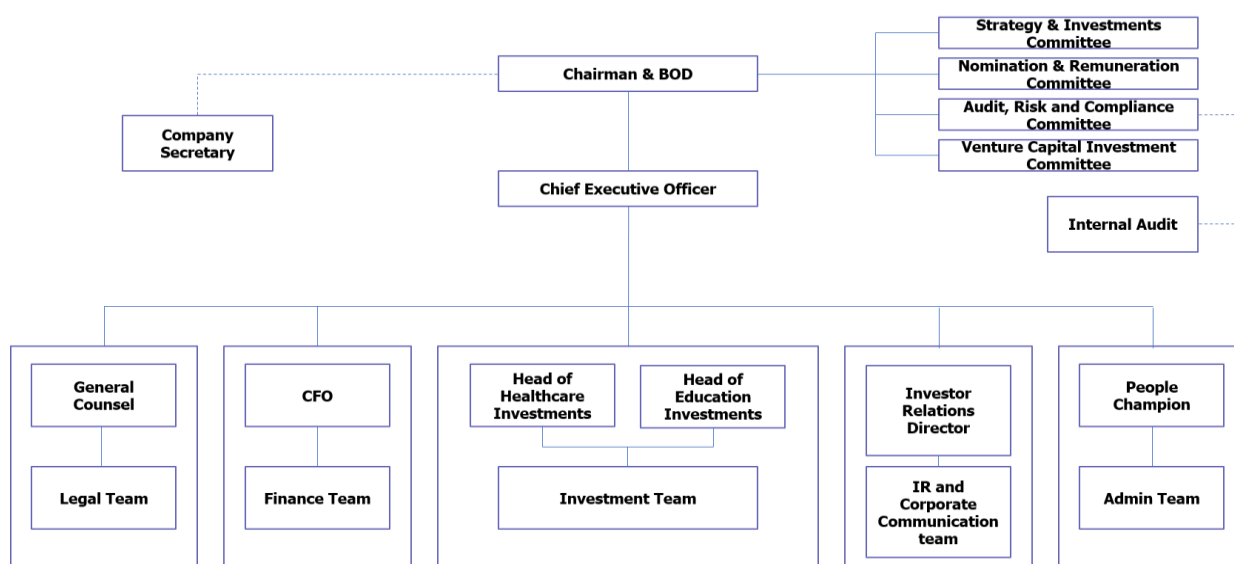 Strategy & Investments
Committee
Chairman & BOD
Nomination & Remuneration
Committee
Audit, Risk and Compliance
Committee
Company
Secretary
Venture Capital Investment
Committee
Chief Executive Officer
Internal Audit
General
Counsel
CFO
Head of
Healthcare
Investments
Head of
Education
Investments
Investor
Relations
Director
People
Champion
Legal Team
Finance Team
Investment Team
IR and
Corporate
Communication
team
Admin Team